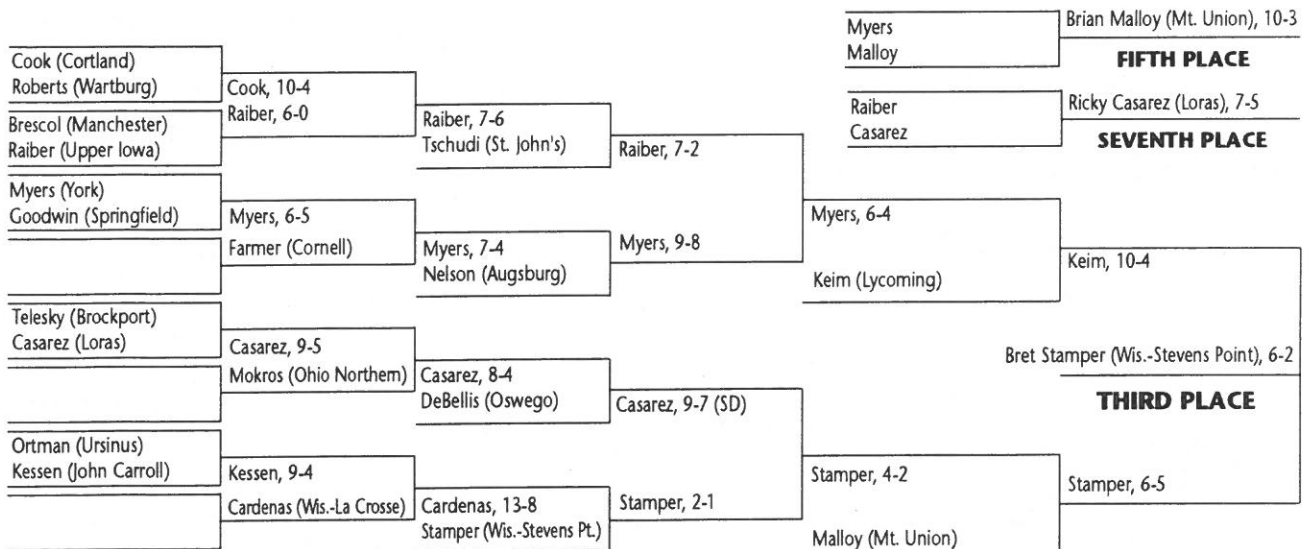 Myers
Malloy
Brian Malloy (Mt. Union), 10-3
FIFTH PLACE
Raiber
Casarez
Ricky Casarez (Loras), 7-5
SEVENTH PLACE
Cook (Cortland)
Roberts (Wartburg)
Brescol (Manchester)
Raiber (Upper Iowa)
Myers (York)
Goodwin (Springfield)
Telesky (Brockport)
Casarez (Loras)
Ortman (Ursinus)
Kessen (John Carroll)
Cook, 10-4
Raiber, 6-0
Myers, 6-5
Farmer (Cornell)
Casarez, 9-5
Mokros (Ohio Northern)
Kessen, 9-4
Cardenas (Wis.-La Crosse)
Raiber, 7-6
Tschudi (St. John's)
Myers, 7-4
Nelson (Augsburg)
Casarez, 8-4
DeBellis (Oswego)
Cardenas, 13-8
Stamper (Wis.-Stevens Pt.)
Raiber, 7-2
Myers, 9-8
Casarez, 9-7 (SD)
Stamper, 2-1
Myers, 6-4
Keim (Lycoming)
Stamper, 4-2
Malloy (Mt. Union)
Keim, 10-4
Stamper, 6-5
Bret Stamper (Wis.-Stevens Point), 6-2
THIRD PLACE